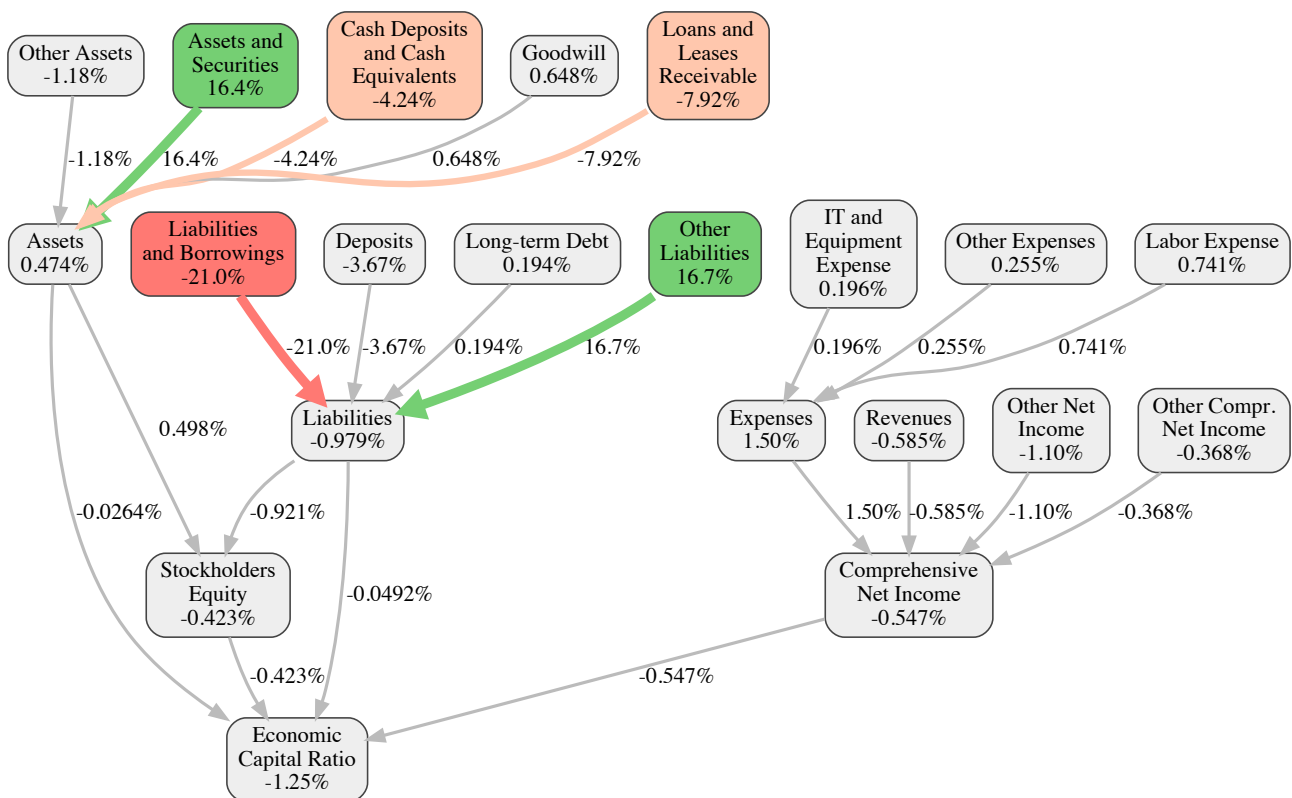 Other Assets
-1.18%
Assets and
Securities
16.4%
Cash Deposits
and Cash
Equivalents
-4.24%
Goodwill
0.648%
Loans and
Leases
Receivable
-7.92%
-1.18%
16.4%
-4.24%
0.648%
-7.92%
Assets
0.474%
Liabilities
and Borrowings
-21.0%
Deposits
-3.67%
Long-term Debt
0.194%
Other
Liabilities
16.7%
IT and
Equipment
Expense
0.196%
Other Expenses
0.255%
Labor Expense
0.741%
-21.0%
-3.67%
0.194%
16.7%
0.196%
0.255%
0.741%
Liabilities
-0.979%
Expenses
1.50%
Revenues
-0.585%
Other Net
Income
-1.10%
Other Compr.
Net Income
-0.368%
0.498%
-0.0264%
-0.921%
1.50%
-0.585%
-1.10%
-0.368%
Stockholders
Equity
-0.423%
-0.0492%
Comprehensive
Net Income
-0.547%
-0.423%
-0.547%
Economic
Capital Ratio
-1.25%